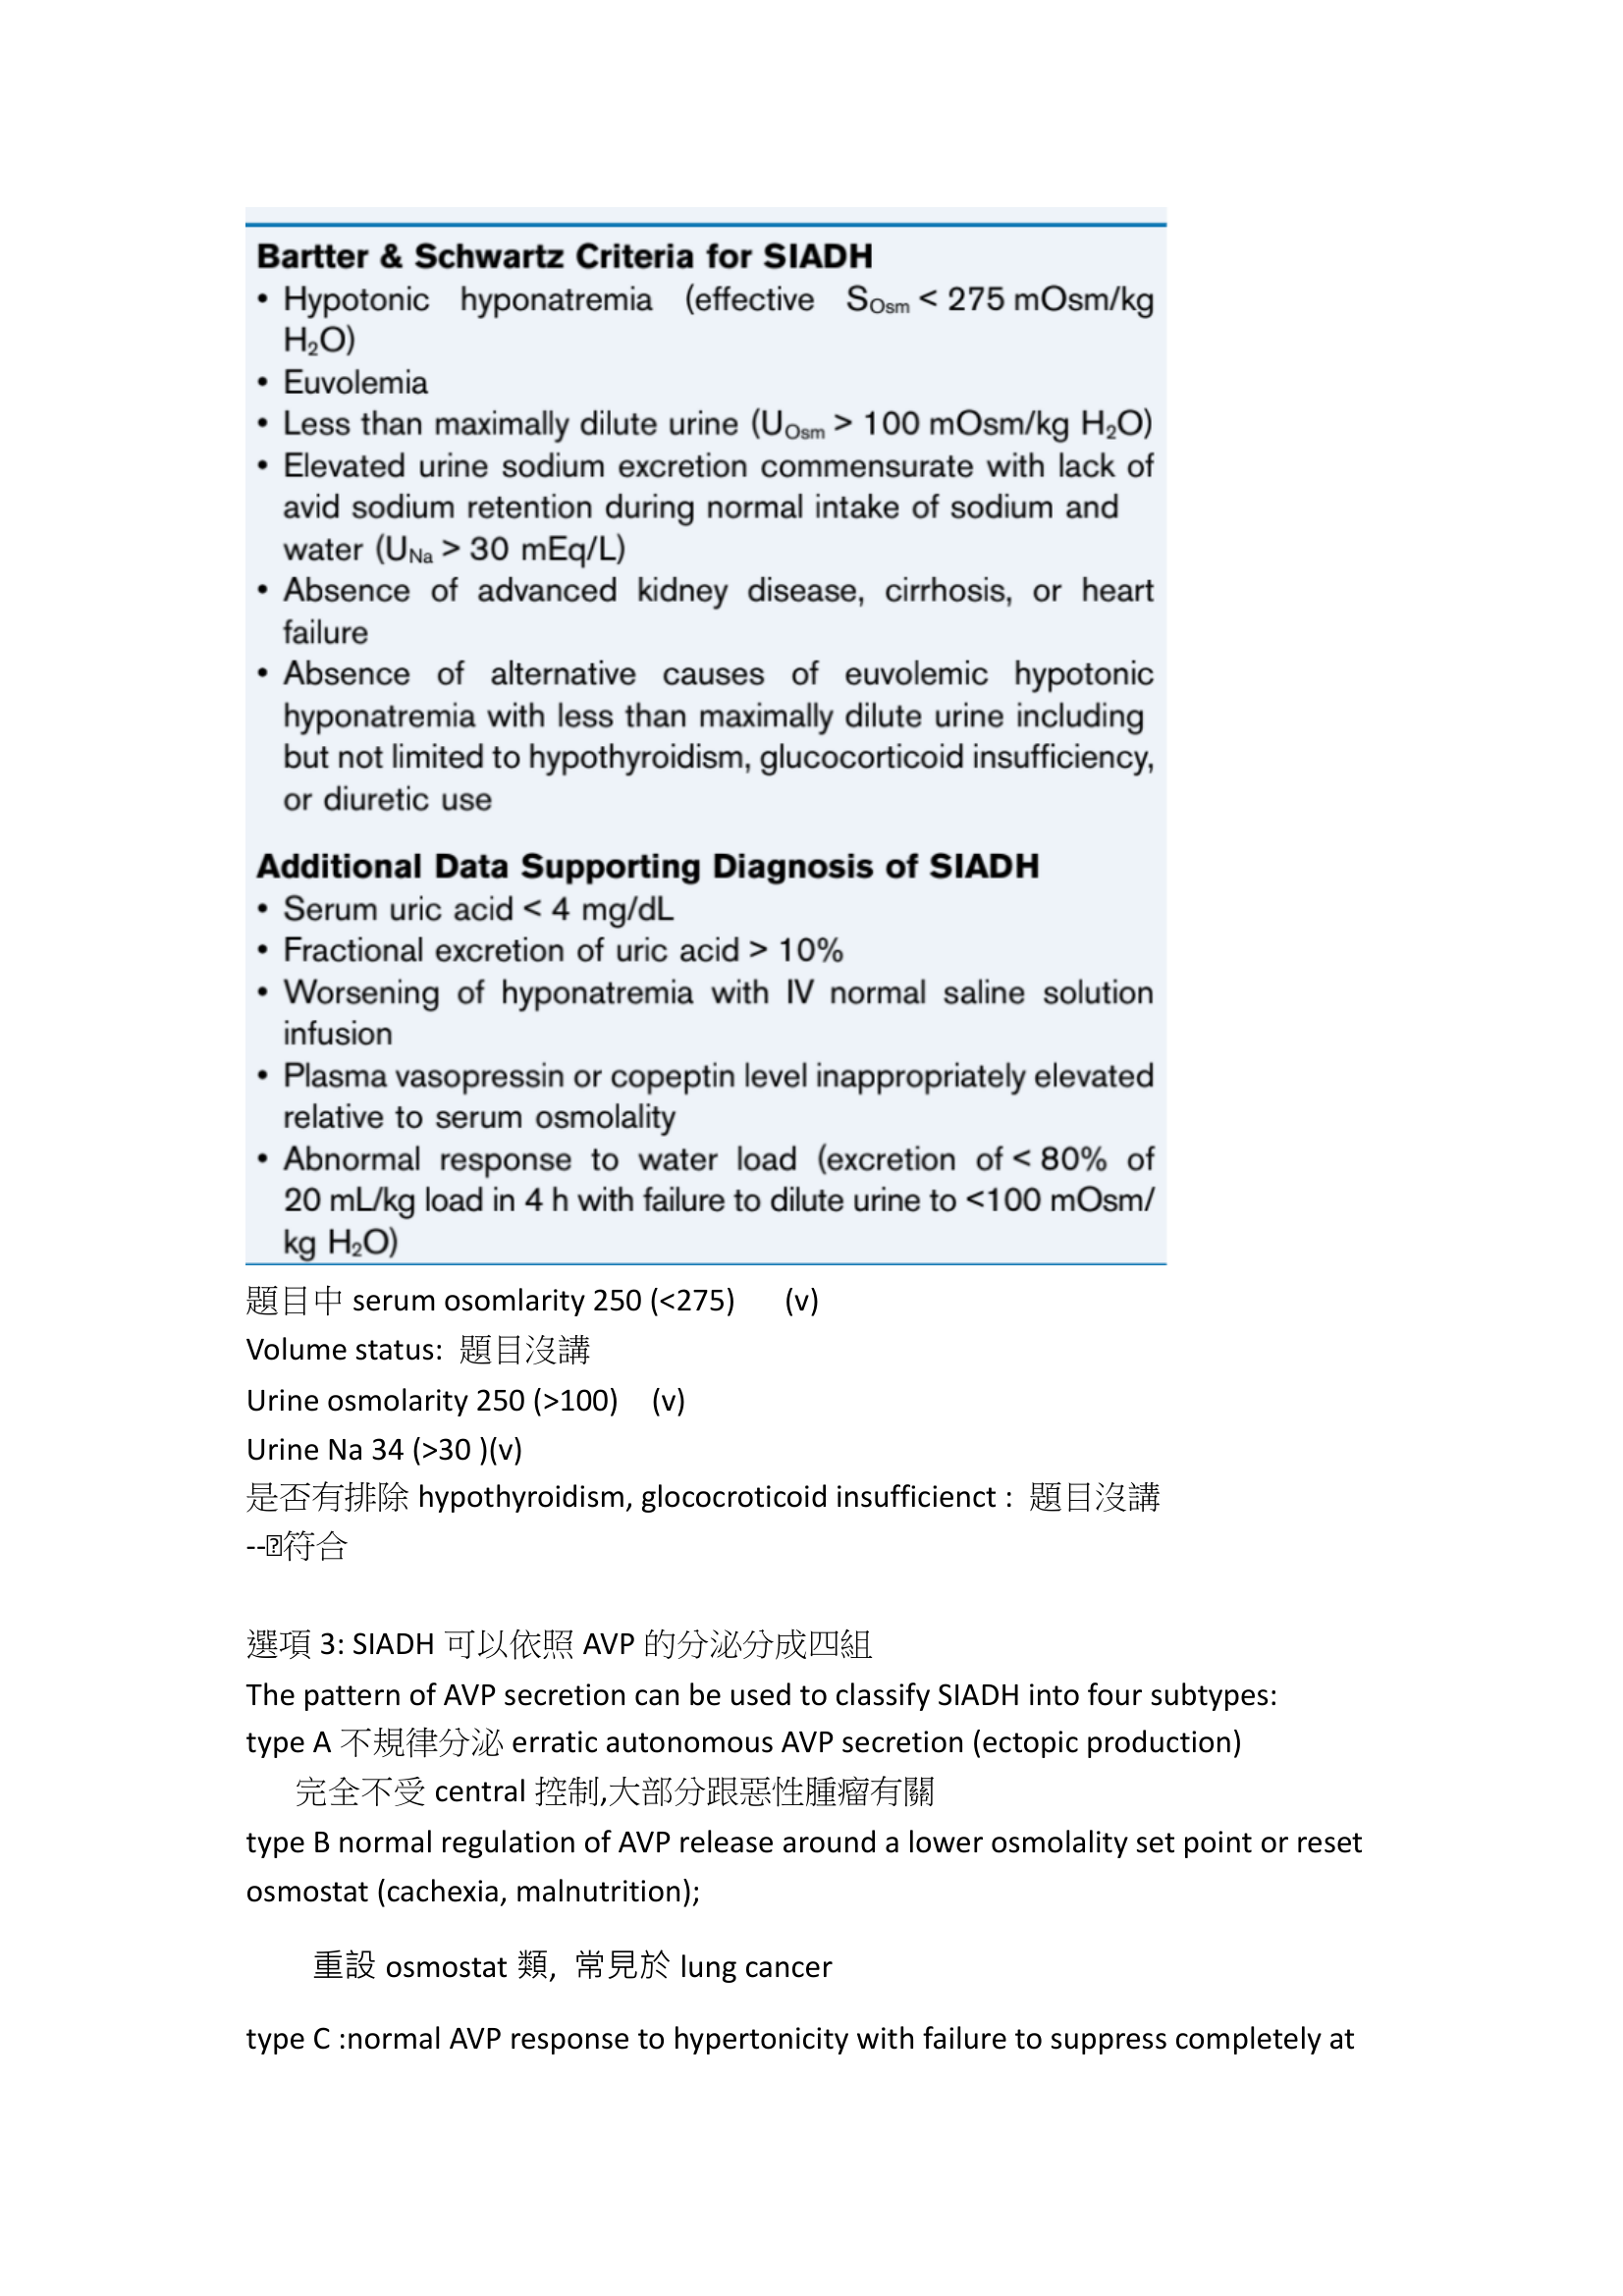 Bartter & Schwartz Criteria for SIADH
• Hypotonic hyponatremia (effective SOsm < 275 mOsm/kg
H2O)
• Euvolemia
• Less than maximally dilute urine (UOsm > 100 mOsm/kg H2O)
• Elevated urine sodium excretion commensurate with lack of
avid sodium retention during normal intake of sodium and
water (UNa > 30 mEq/L)
• Absence of advanced kidney disease, cirrhosis, or heart
failure
• Absence of alternative causes of euvolemic hypotonic
hyponatremia with less than maximally dilute urine including
but not limited to hypothyroidism, glucocorticoid insufficiency,
or diuretic use
Additional Data Supporting Diagnosis of SIADH
• Serum uric acid < 4 mg/dL
• Fractional excretion of uric acid > 10%
• Worsening of hyponatremia with IV normal saline solution
infusion
• Plasma vasopressin or copeptin level inappropriately elevated
relative to serum osmolality
• Abnormal response to water load (excretion of < 80% of
20 mL/kg load in 4 h with failure to dilute urine to <100 mOsm/
kg H2O)
題目中 serum osomlarity 250 (<275) (v)
Volume status: 題目沒講
Urine osmolarity 250 (>100) (v)
Urine Na 34 (>30 )(v)
是否有排除 hypothyroidism, glococroticoid insufficienct : 題目沒講
--符合
選項 3: SIADH 可以依照 AVP 的分泌分成四組
The pattern of AVP secretion can be used to classify SIADH into four subtypes:
type A 不規律分泌 erratic autonomous AVP secretion (ectopic production)
完全不受 central 控制,大部分跟惡性腫瘤有關
type B normal regulation of AVP release around a lower osmolality set point or reset
osmostat (cachexia, malnutrition);
重設 osmostat 類, 常見於 lung cancer
type C :normal AVP response to hypertonicity with failure to suppress completely at